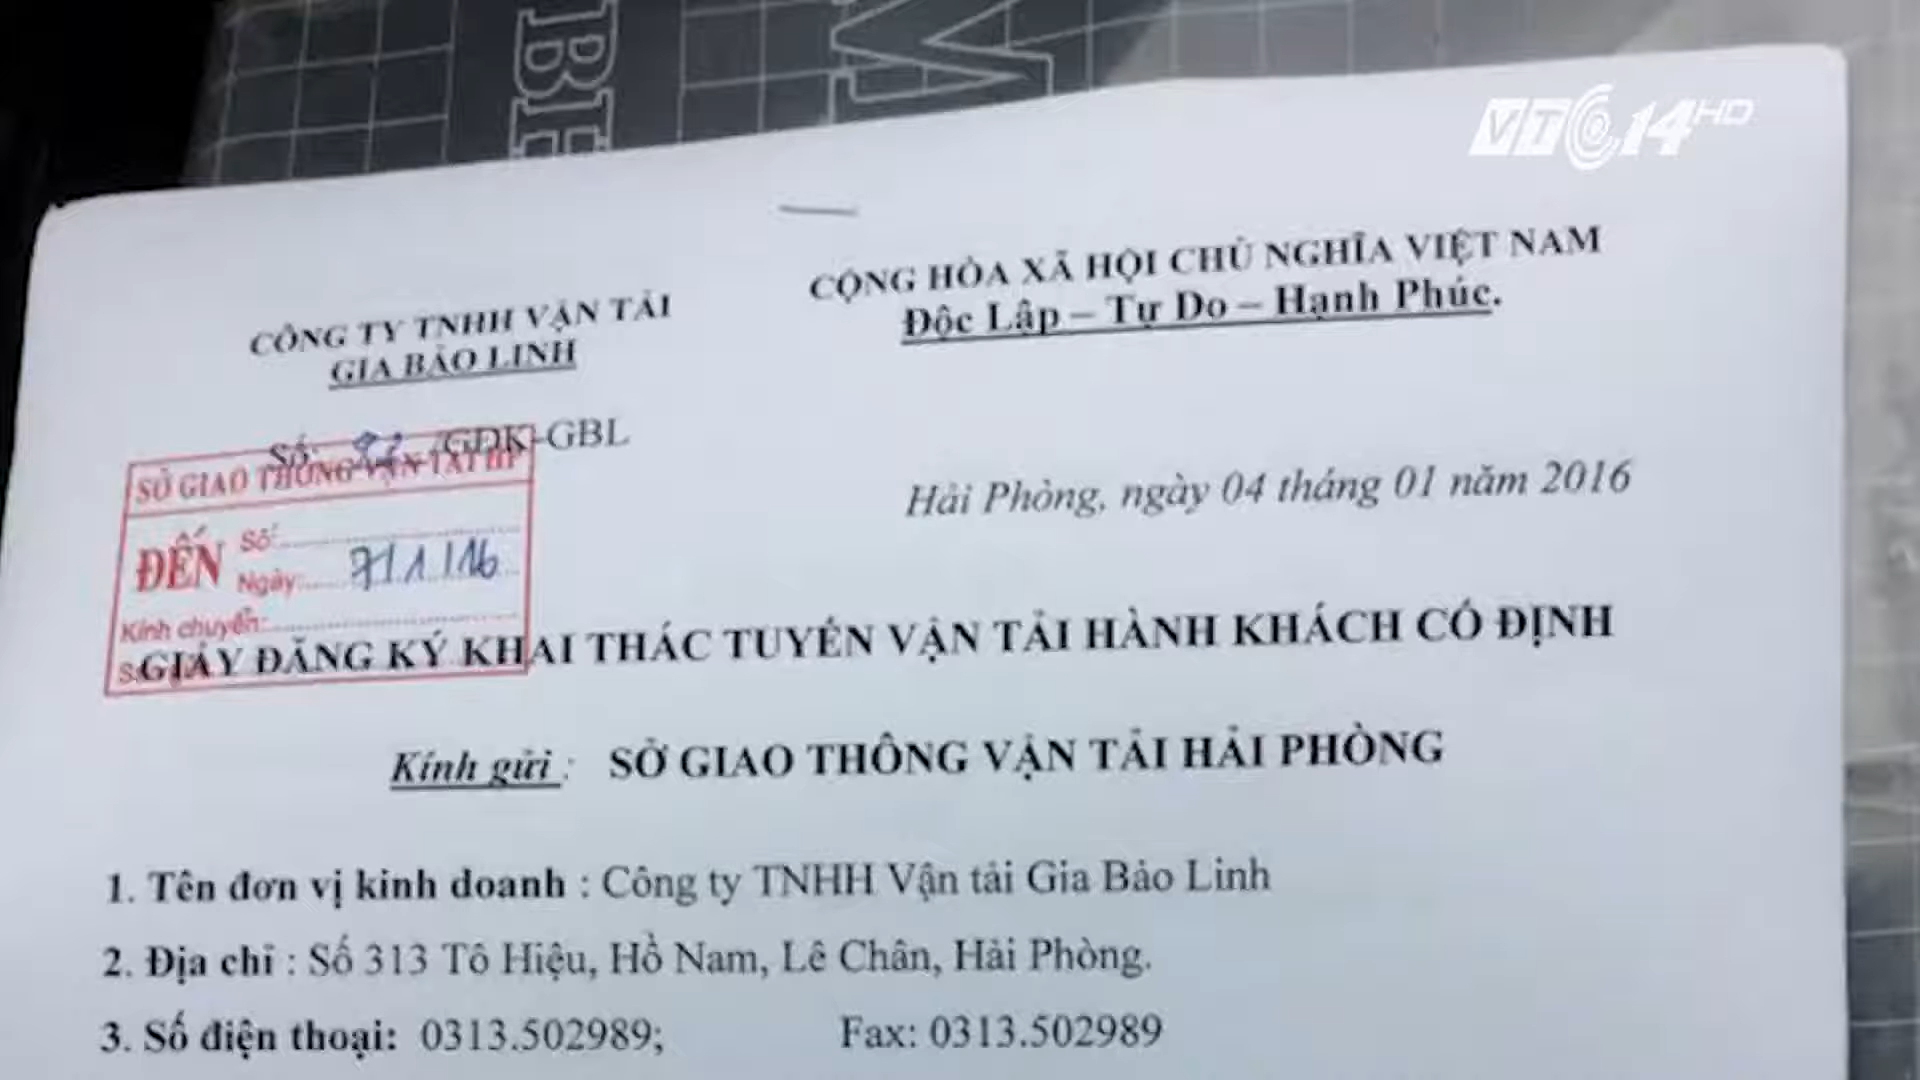 BH
M
VTC14 HD
CỘNG HÒA XÃ HỘI CHỦ NGHĨA VIỆT NAM
Độc Lập – Tự Do – Hạnh Phúc.
CÔNG TY TNHH VẬN TẢI
GIA BẢO LINH
Số: /GĐK-GBL
SỞ GIAO THÔNG VẬN TẢI HP
ĐẾN
Số:
Ngày: 7/1/16
Kính chuyển:
Hải Phòng, ngày 04 tháng 01 năm 2016
GIẤY ĐĂNG KÝ KHAI THÁC TUYẾN VẬN TẢI HÀNH KHÁCH CỐ ĐỊNH
Kính gửi : SỞ GIAO THÔNG VẬN TẢI HẢI PHÒNG
1. Tên đơn vị kinh doanh : Công ty TNHH Vận tải Gia Bảo Linh
2. Địa chỉ : Số 313 Tô Hiệu, Hồ Nam, Lê Chân, Hải Phòng.
3. Số điện thoại: 0313.502989; Fax: 0313.502989